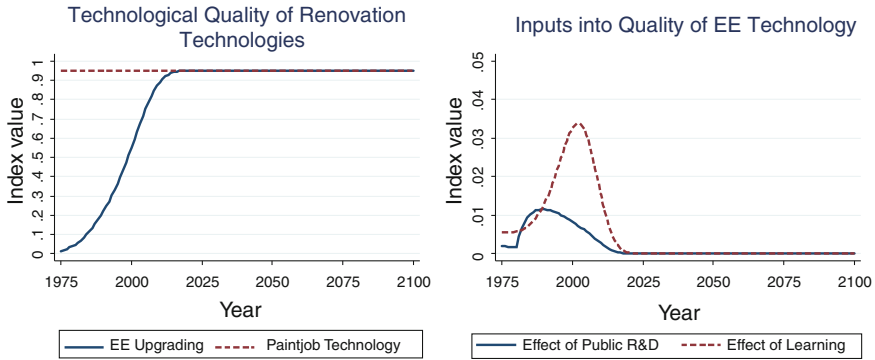 Technological Quality of Renovation
Technologies
Index value
0 .1 .2 .3 .4 .5 .6 .7 .8 .9 1
1975 2000 2025 2050 2075 2100
Year
EE Upgrading Paintjob Technology
Inputs into Quality of EE Technology
Index value
0 .01 .02 .03 .04 .05
1975 2000 2025 2050 2075 2100
Year
Effect of Public R&D Effect of Learning